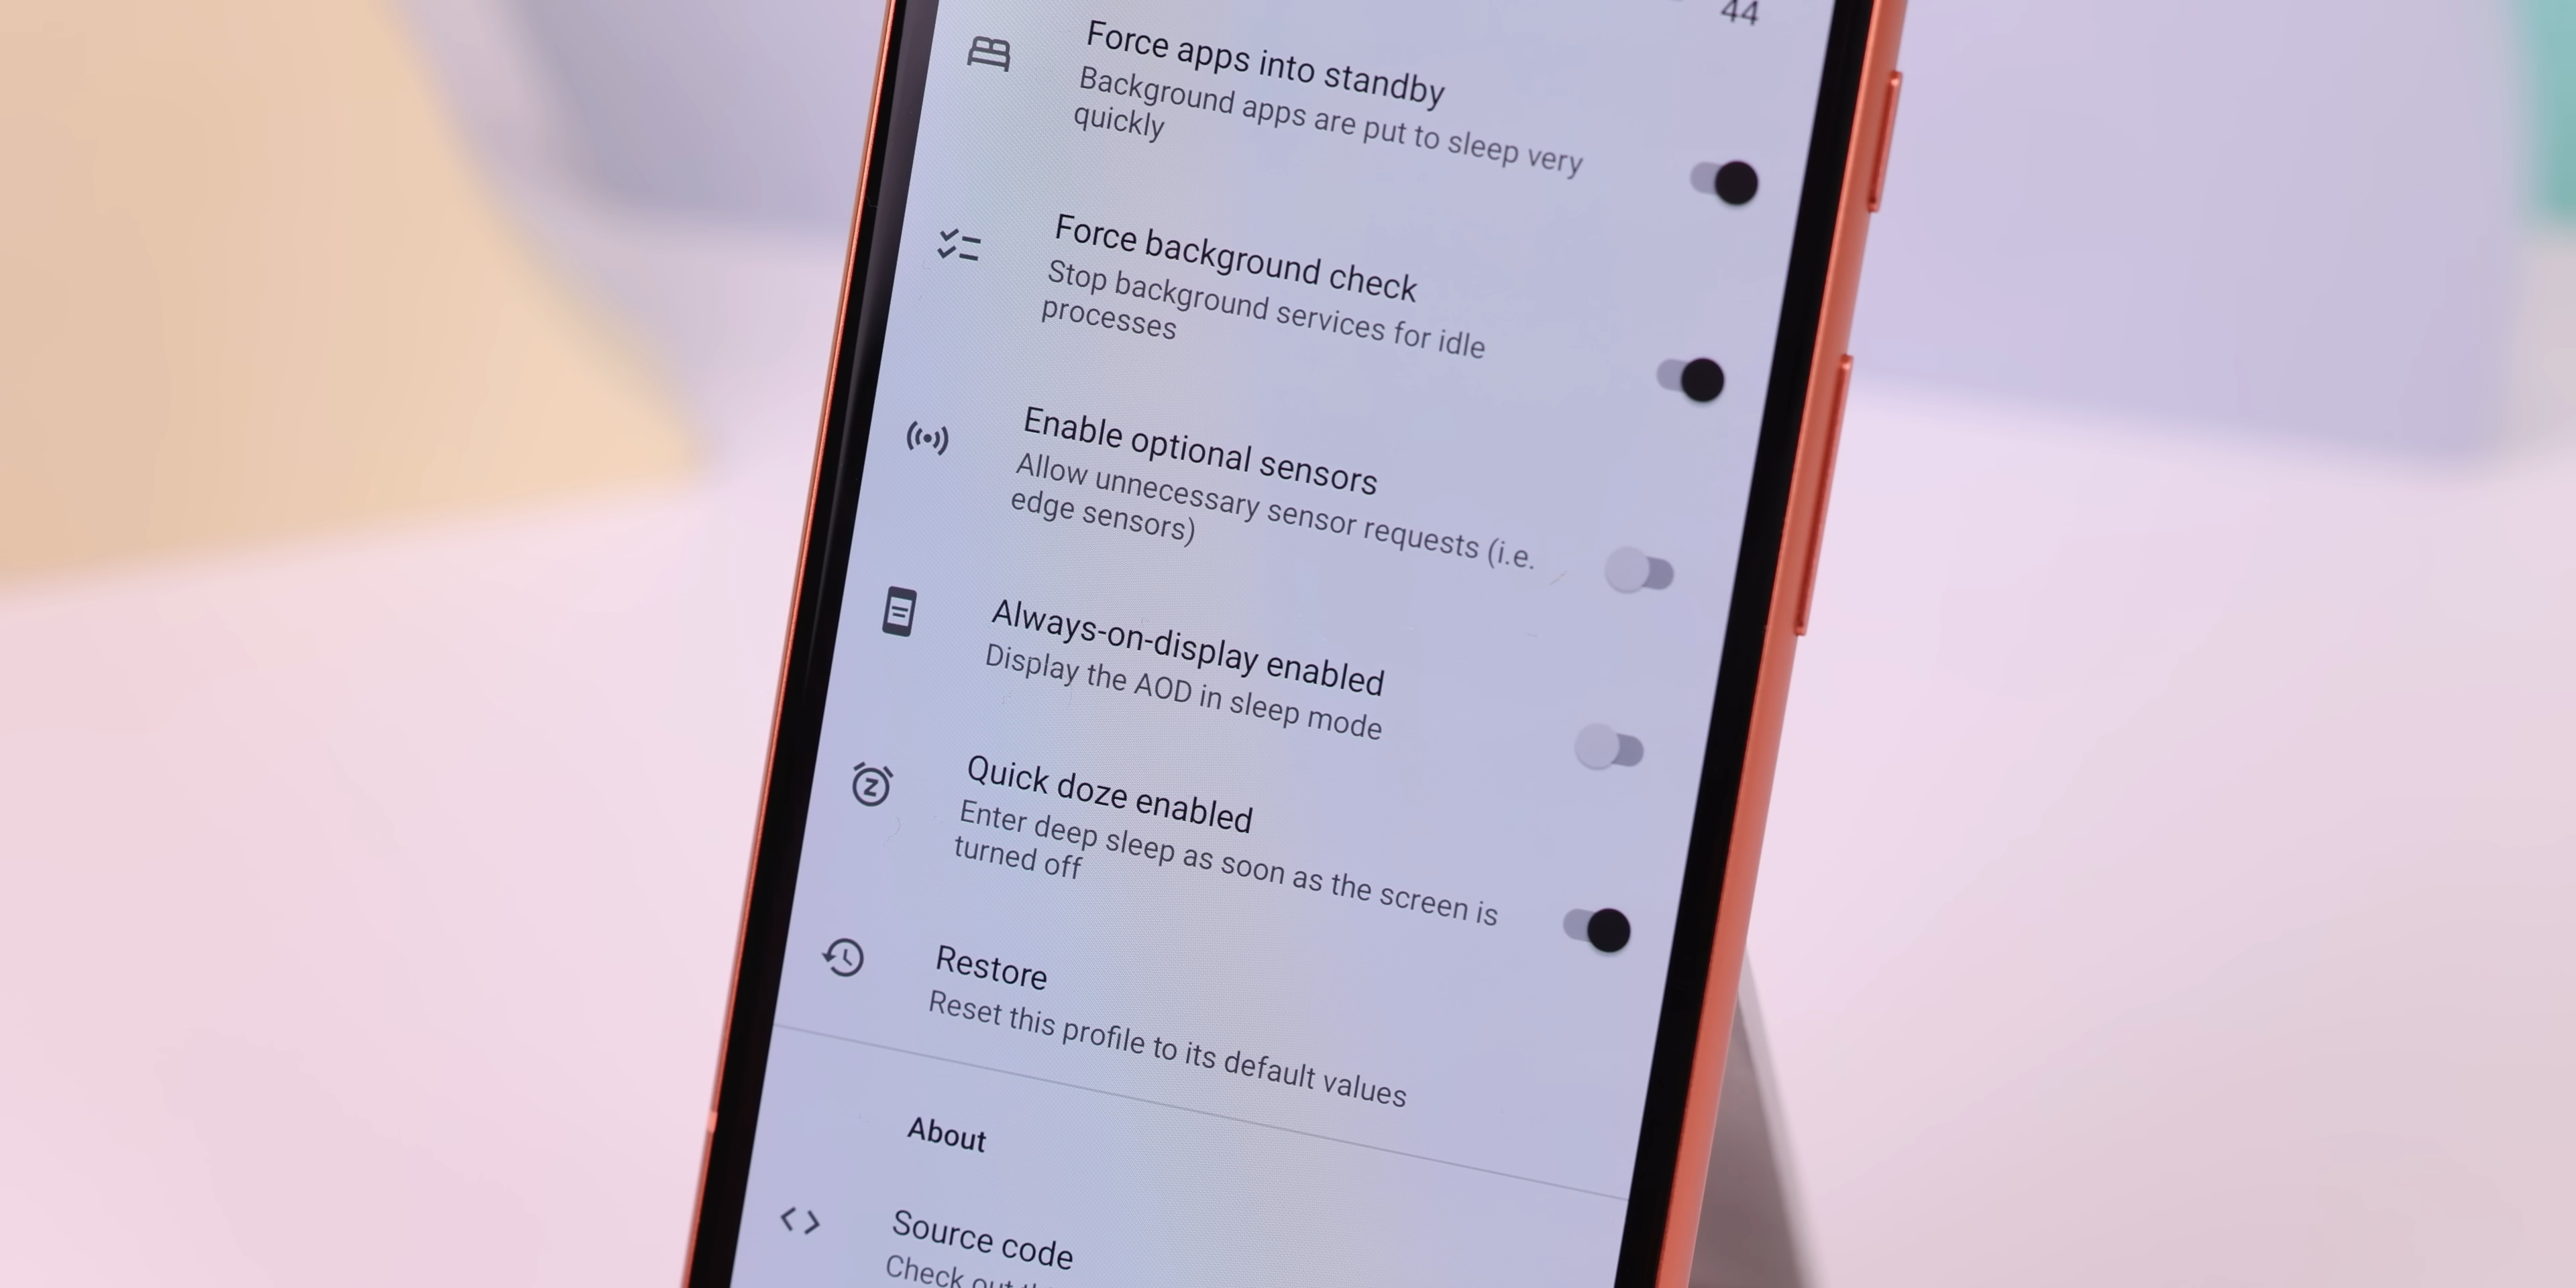 44
Force apps into standby
Background apps are put to sleep very
quickly
Force background check
Stop background services for idle
processes
Enable optional sensors
Allow unnecessary sensor requests (i.e.
edge sensors)
Always-on-display enabled
Display the AOD in sleep mode
Quick doze enabled
Enter deep sleep as soon as the screen is
turned off
Restore
Reset this profile to its default values
About
Source code
Check out